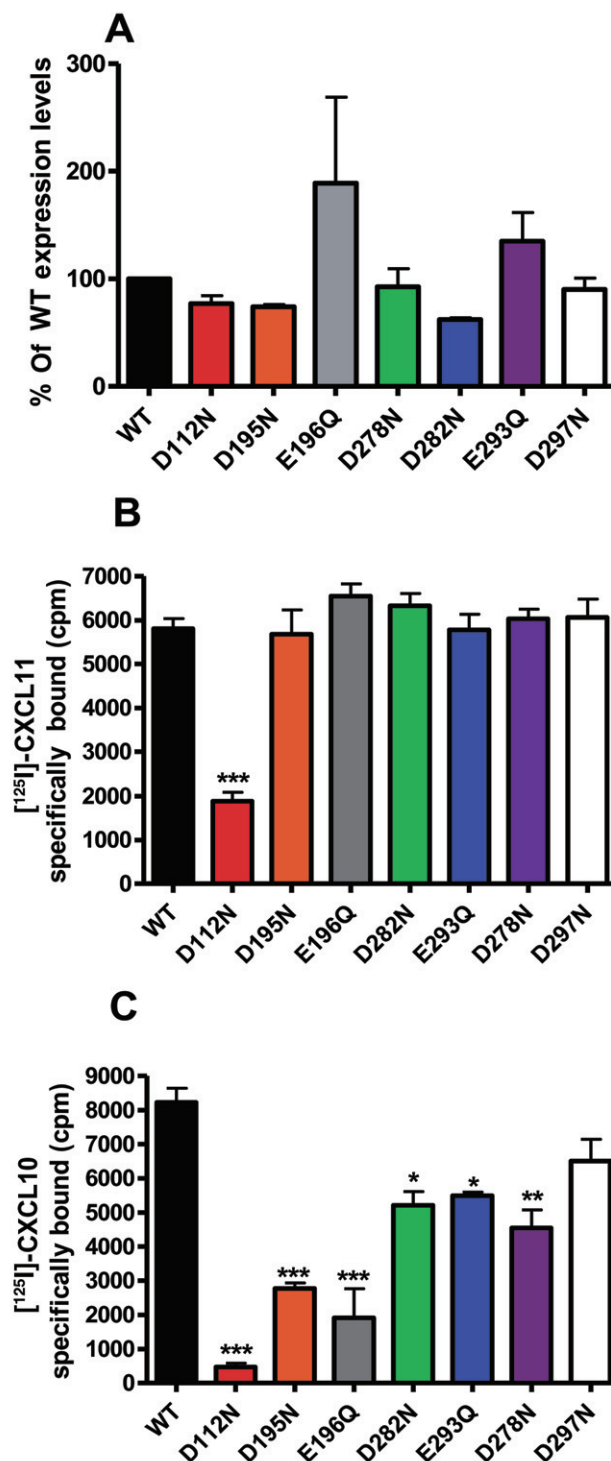 A
% Of WT expression levels
300
200
100
0
WT
D112N
D195N
E196Q
D278N
D282N
E293Q
D297N
B
[¹²⁵I]-CXCL11
specifically bound (cpm)
7000
6000
5000
4000
3000
2000
1000
0
***
WT
D112N
D195N
E196Q
D282N
E293Q
D278N
D297N
C
[¹²⁵I]-CXCL10
specifically bound (cpm)
9000
8000
7000
6000
5000
4000
3000
2000
1000
0
***
***
***
*
*
**
WT
D112N
D195N
E196Q
D282N
E293Q
D278N
D297N